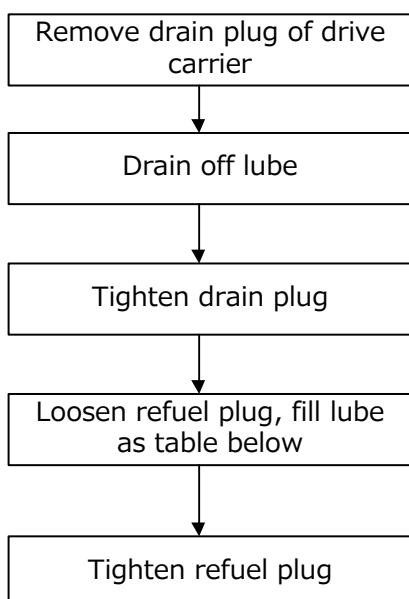 Remove drain plug of drive
carrier
Drain off lube
Tighten drain plug
Loosen refuel plug, fill lube
as table below
Tighten refuel plug